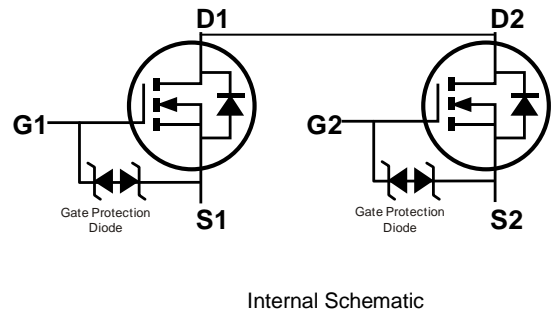 D1 D2
G1 G2
Gate Protection Gate Protection
Diode Diode
S1 S2
Internal Schematic